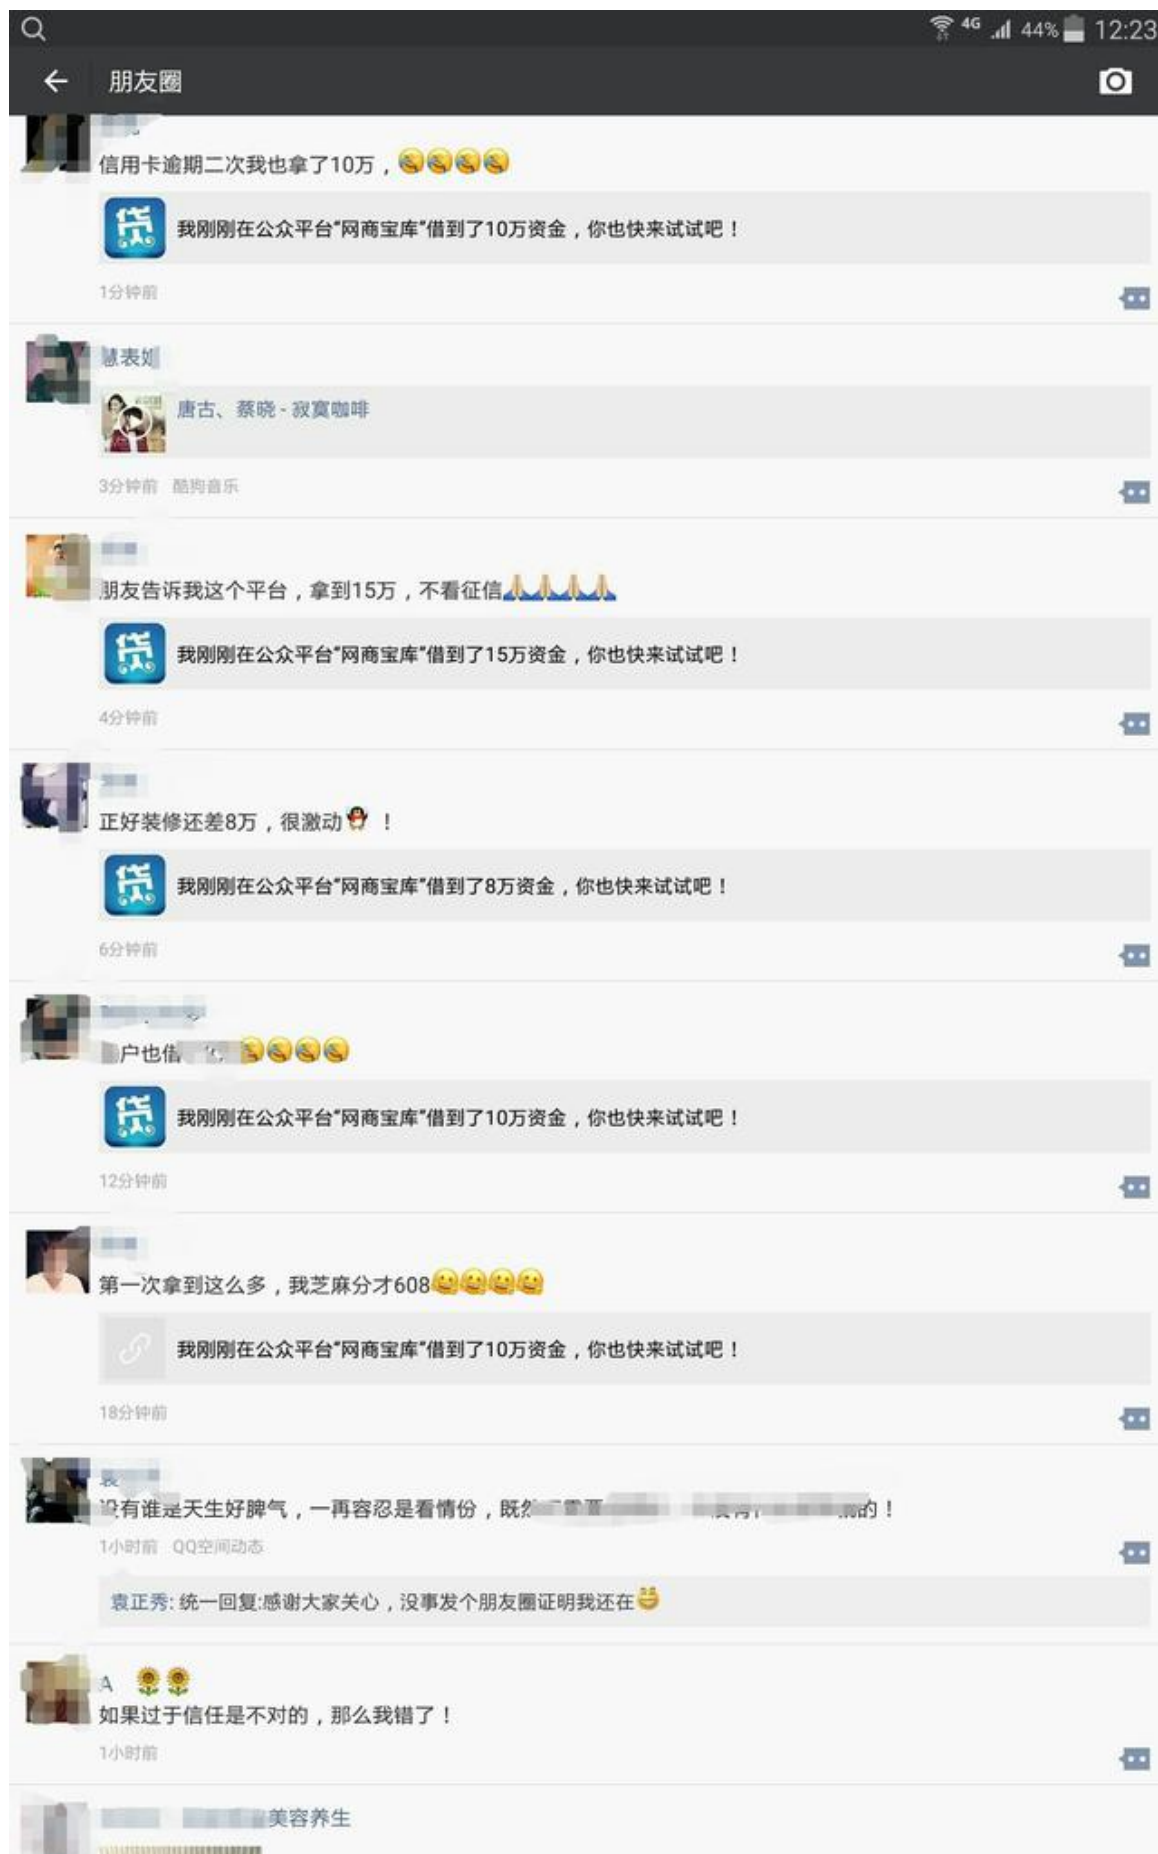 4G 44% 12:23
朋友圈
信用卡逾期二次我也拿了10万，
贷 我刚刚在公众平台“网商宝库”借到了10万资金，你也快来试试吧！
1分钟前
慧表
唐古、蔡晓 - 寂寞咖啡
3分钟前 酷狗音乐
朋友告诉我这个平台，拿到15万，不看征信
贷 我刚刚在公众平台“网商宝库”借到了15万资金，你也快来试试吧！
4分钟前
正好装修还差8万，很激动！
贷 我刚刚在公众平台“网商宝库”借到了8万资金，你也快来试试吧！
6分钟前
户也借
贷 我刚刚在公众平台“网商宝库”借到了10万资金，你也快来试试吧！
12分钟前
第一次拿到这么多，我芝麻分才608
我刚刚在公众平台“网商宝库”借到了10万资金，你也快来试试吧！
18分钟前
袁
没有谁是天生好脾气，一再容忍是看情份，既然 的！
1小时前 QQ空间动态
袁正秀: 统一回复:感谢大家关心，没事发个朋友圈证明我还在
A
如果过于信任是不对的，那么我错了！
1小时前
美容养生